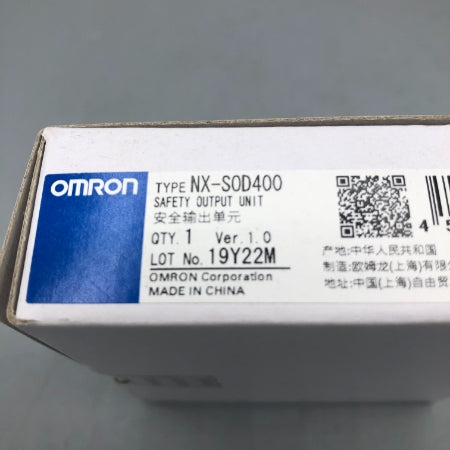 OMRON
TYPE NX-SOD400
SAFETY OUTPUT UNIT
安全输出单元
QTY. 1 Ver. 1.0
LOT No. 19Y22M
OMRON Corporation
MADE IN CHINA
4 5
产地:中华人民共和国
制造:欧姆龙(上海)有限
地址:中国(上海)自由贸